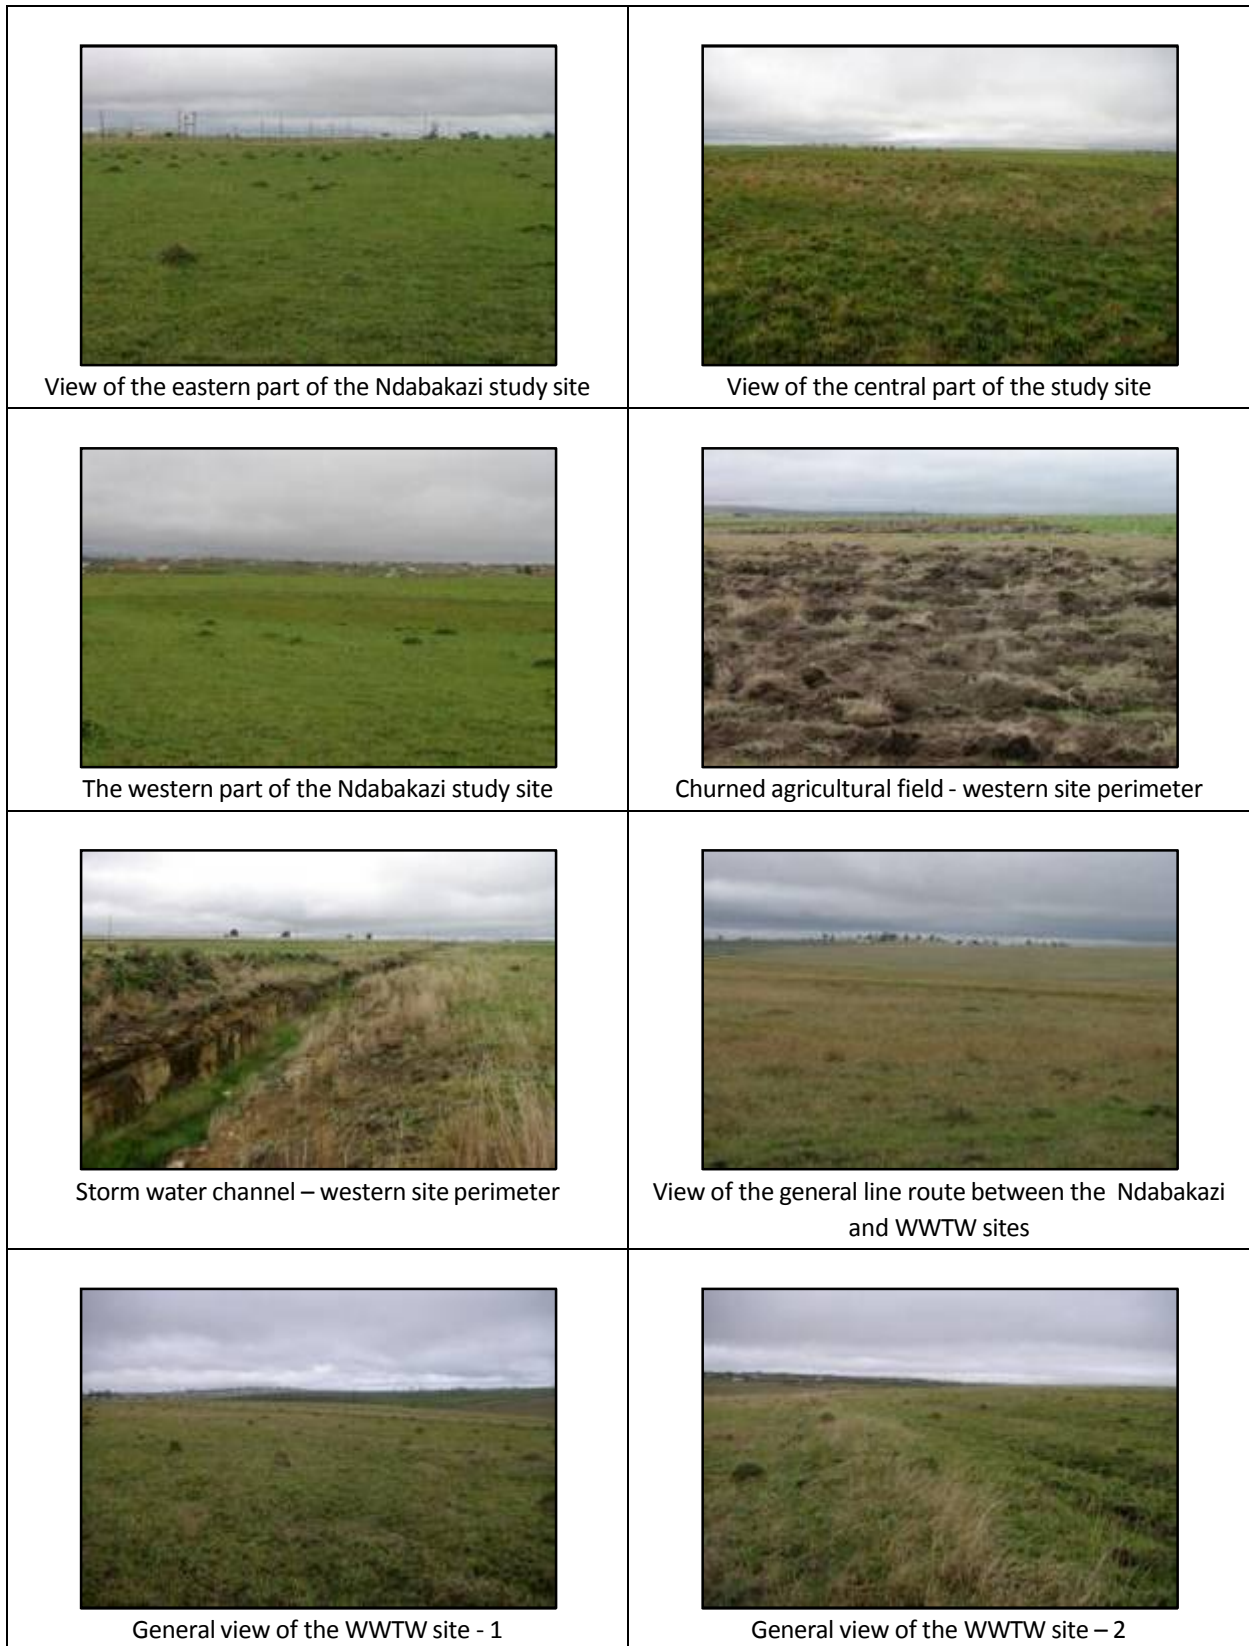 View of the eastern part of the Ndabakazi study site
View of the central part of the study site
The western part of the Ndabakazi study site
Churned agricultural field - western site perimeter
Storm water channel – western site perimeter
View of the general line route between the Ndabakazi
and WWTW sites
General view of the WWTW site - 1
General view of the WWTW site – 2